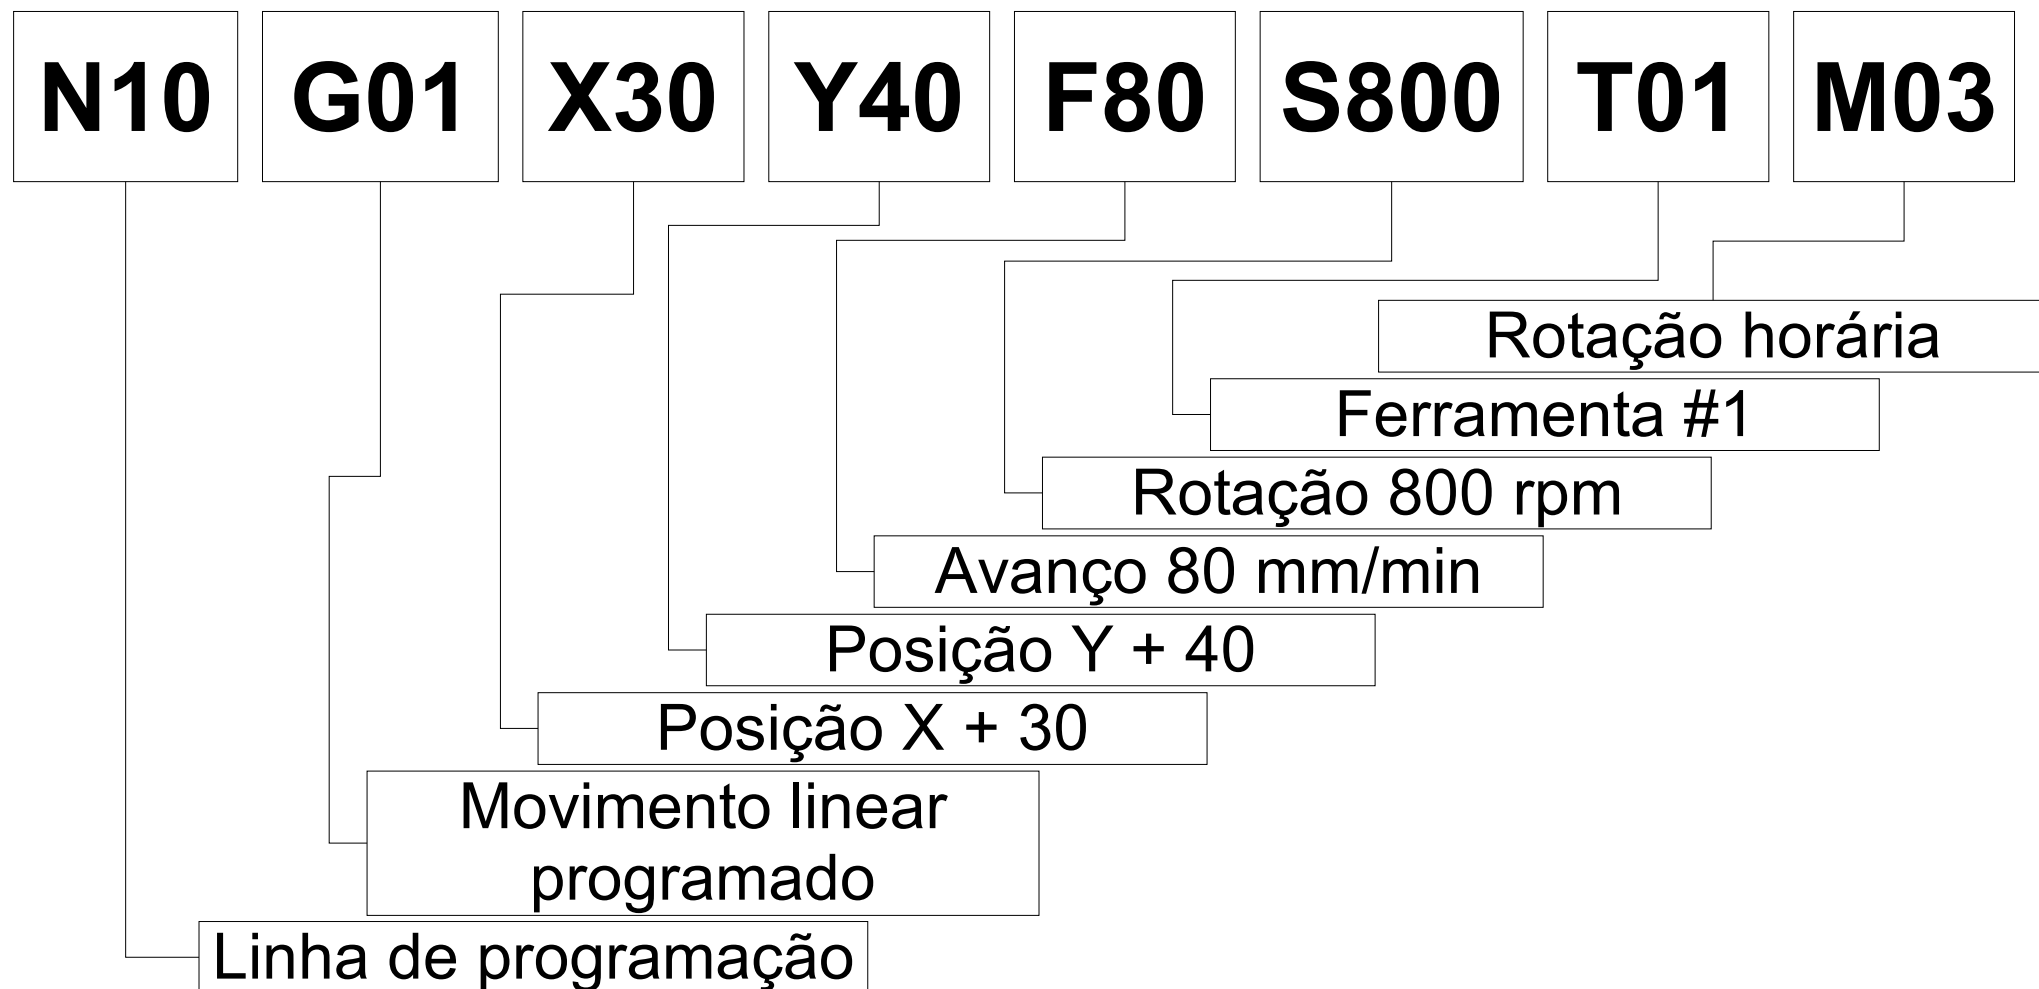 N10 G01 X30 Y40 F80 S800 T01 M03
Rotação horária
Ferramenta #1
Rotação 800 rpm
Avanço 80 mm/min
Posição Y + 40
Posição X + 30
Movimento linear
programado
Linha de programação